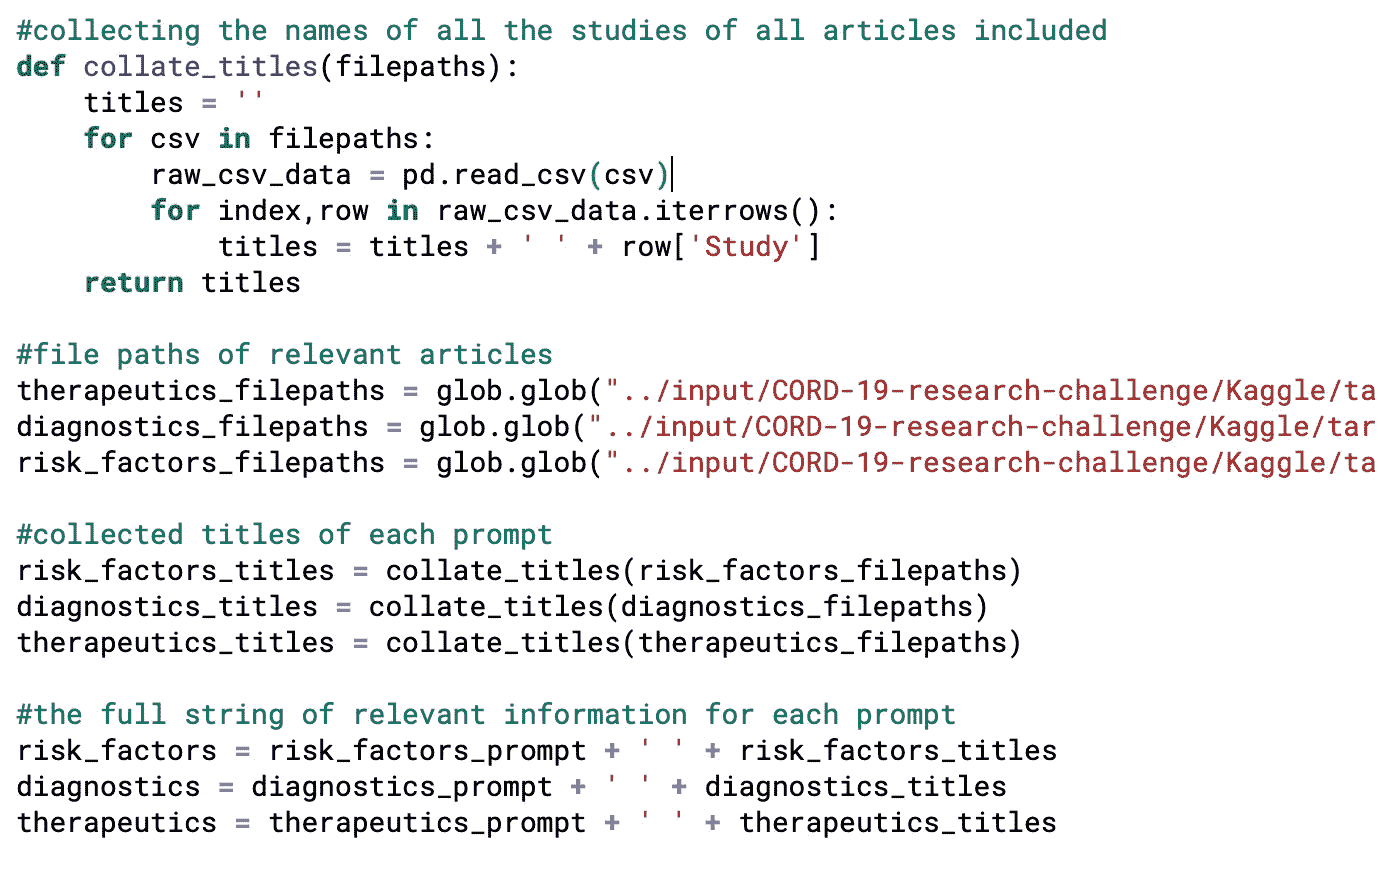 #collecting the names of all the studies of all articles included
def collate_titles(filepaths):
    titles = ''
    for csv in filepaths:
        raw_csv_data = pd.read_csv(csv)
        for index,row in raw_csv_data.iterrows():
            titles = titles + ' ' + row['Study']
    return titles

#file paths of relevant articles
therapeutics_filepaths = glob.glob("../input/CORD-19-research-challenge/Kaggle/ta
diagnostics_filepaths = glob.glob("../input/CORD-19-research-challenge/Kaggle/tar
risk_factors_filepaths = glob.glob("../input/CORD-19-research-challenge/Kaggle/ta

#collected titles of each prompt
risk_factors_titles = collate_titles(risk_factors_filepaths)
diagnostics_titles = collate_titles(diagnostics_filepaths)
therapeutics_titles = collate_titles(therapeutics_filepaths)

#the full string of relevant information for each prompt
risk_factors = risk_factors_prompt + ' ' + risk_factors_titles
diagnostics = diagnostics_prompt + ' ' + diagnostics_titles
therapeutics = therapeutics_prompt + ' ' + therapeutics_titles